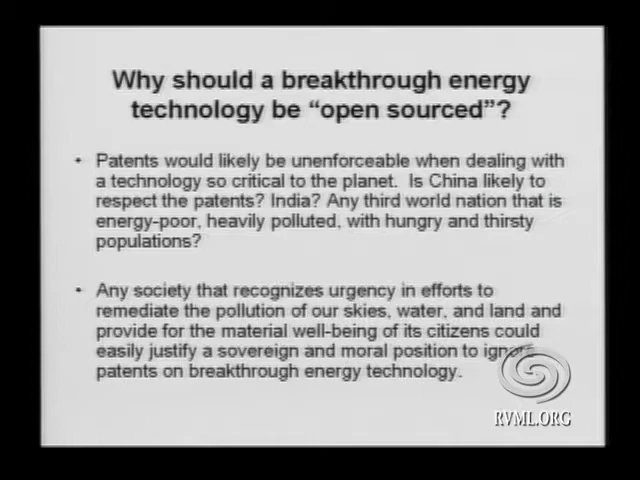 Why should a breakthrough energy
technology be “open sourced”?
• Patents would likely be unenforceable when dealing with
a technology so critical to the planet. Is China likely to
respect the patents? India? Any third world nation that is
energy-poor, heavily polluted, with hungry and thirsty
populations?
• Any society that recognizes urgency in efforts to
remediate the pollution of our skies, water, and land and
provide for the material well-being of its citizens could
easily justify a sovereign and moral position to ignore
patents on breakthrough energy technology.
RVML.ORG